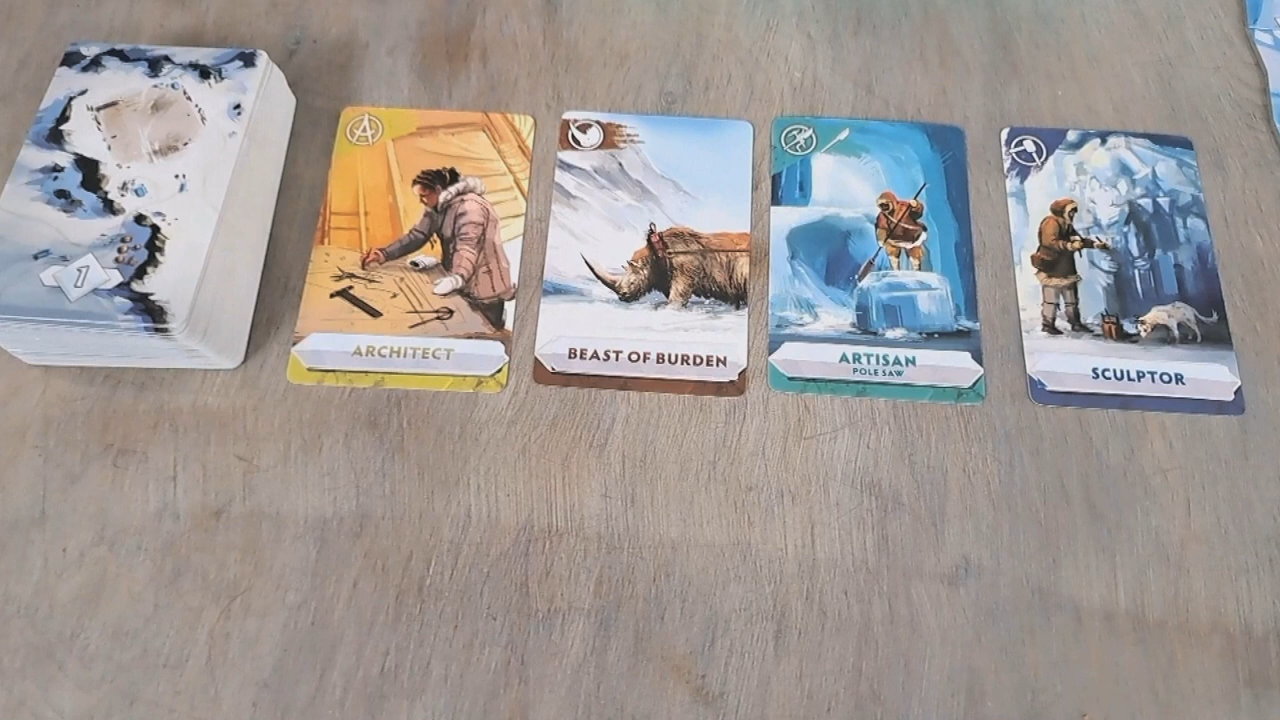 1
A
ARCHITECT
BEAST OF BURDEN
ARTISAN
POLE SAW
SCULPTOR